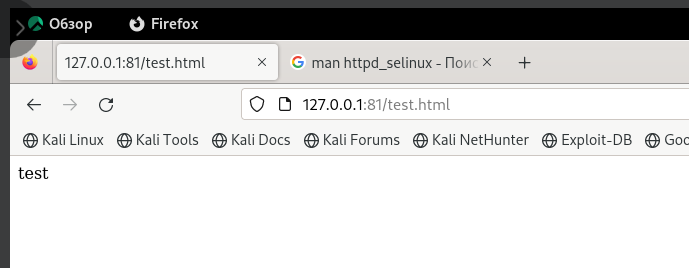 Обзор Firefox
127.0.0.1:81/test.html man httpd_selinux - Поис
127.0.0.1:81/test.html
Kali Linux Kali Tools Kali Docs Kali Forums Kali NetHunter Exploit-DB Goo
test